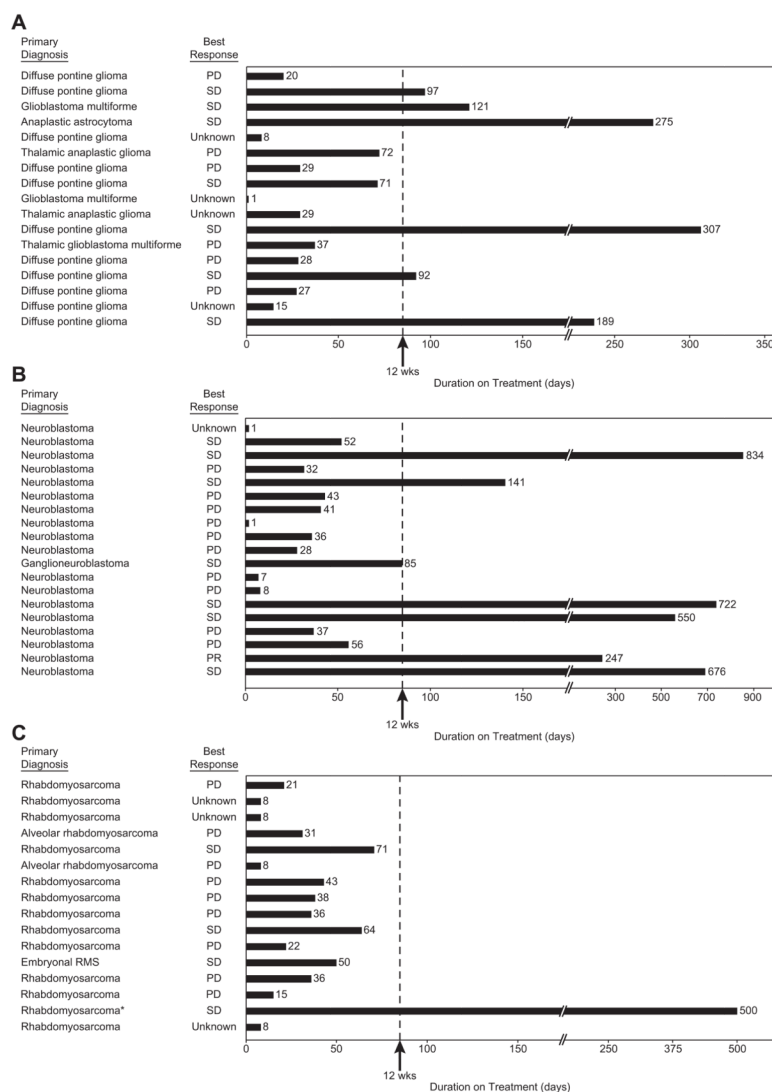 A
Primary Diagnosis Best Response
Diffuse pontine glioma PD 20
Diffuse pontine glioma SD 97
Glioblastoma multiforme SD 121
Anaplastic astrocytoma SD 275
Diffuse pontine glioma Unknown 8
Thalamic anaplastic glioma PD 72
Diffuse pontine glioma PD 29
Diffuse pontine glioma SD 71
Glioblastoma multiforme Unknown 1
Thalamic anaplastic glioma Unknown 29
Diffuse pontine glioma SD 307
Thalamic glioblastoma multiforme PD 37
Diffuse pontine glioma PD 28
Diffuse pontine glioma SD 92
Diffuse pontine glioma PD 27
Diffuse pontine glioma Unknown 15
Diffuse pontine glioma SD 189
0 50 100 150 250 300 350
12 wks
Duration on Treatment (days)
B
Primary Diagnosis Best Response
Neuroblastoma Unknown 1
Neuroblastoma SD 52
Neuroblastoma SD 834
Neuroblastoma PD 32
Neuroblastoma SD 141
Neuroblastoma PD 43
Neuroblastoma PD 41
Neuroblastoma PD 1
Neuroblastoma PD 36
Neuroblastoma PD 28
Ganglioneuroblastoma SD 85
Neuroblastoma PD 7
Neuroblastoma PD 8
Neuroblastoma SD 722
Neuroblastoma SD 550
Neuroblastoma PD 37
Neuroblastoma PD 56
Neuroblastoma PR 247
Neuroblastoma SD 676
0 50 100 150 300 500 700 900
12 wks
Duration on Treatment (days)
C
Primary Diagnosis Best Response
Rhabdomyosarcoma PD 21
Rhabdomyosarcoma Unknown 8
Rhabdomyosarcoma Unknown 8
Alveolar rhabdomyosarcoma PD 31
Rhabdomyosarcoma SD 71
Alveolar rhabdomyosarcoma PD 8
Rhabdomyosarcoma PD 43
Rhabdomyosarcoma PD 38
Rhabdomyosarcoma PD 36
Rhabdomyosarcoma SD 64
Rhabdomyosarcoma PD 22
Embryonal RMS SD 50
Rhabdomyosarcoma PD 36
Rhabdomyosarcoma PD 15
Rhabdomyosarcoma* SD 500
Rhabdomyosarcoma Unknown 8
0 50 100 150 250 375 500
12 wks
Duration on Treatment (days)